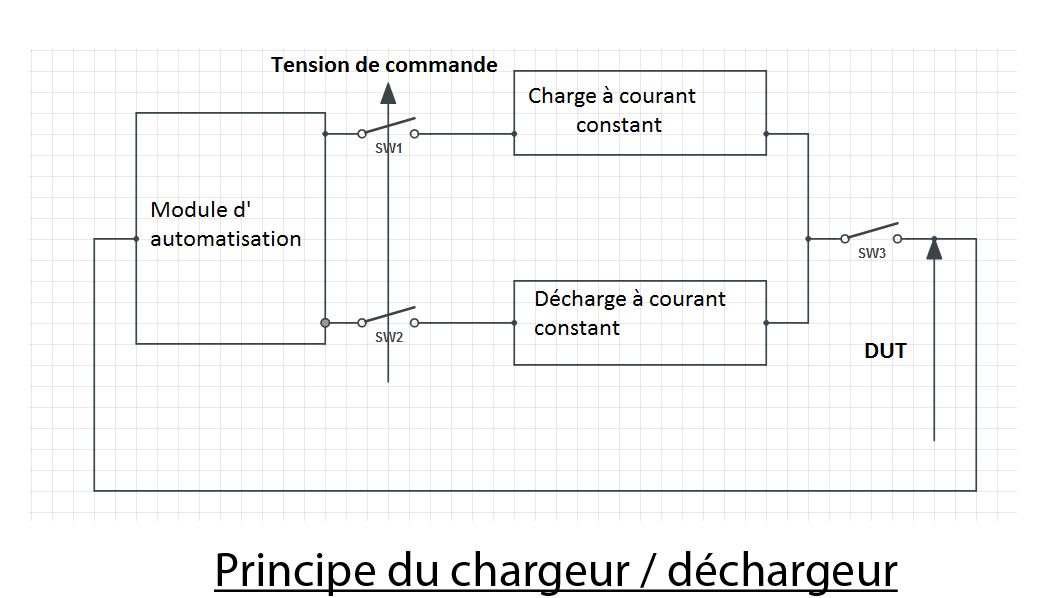 Tension de commande
Charge à courant
constant
SW1
Module d'
automatisation
SW3
Décharge à courant
constant
SW2
DUT
Principe du chargeur / déchargeur